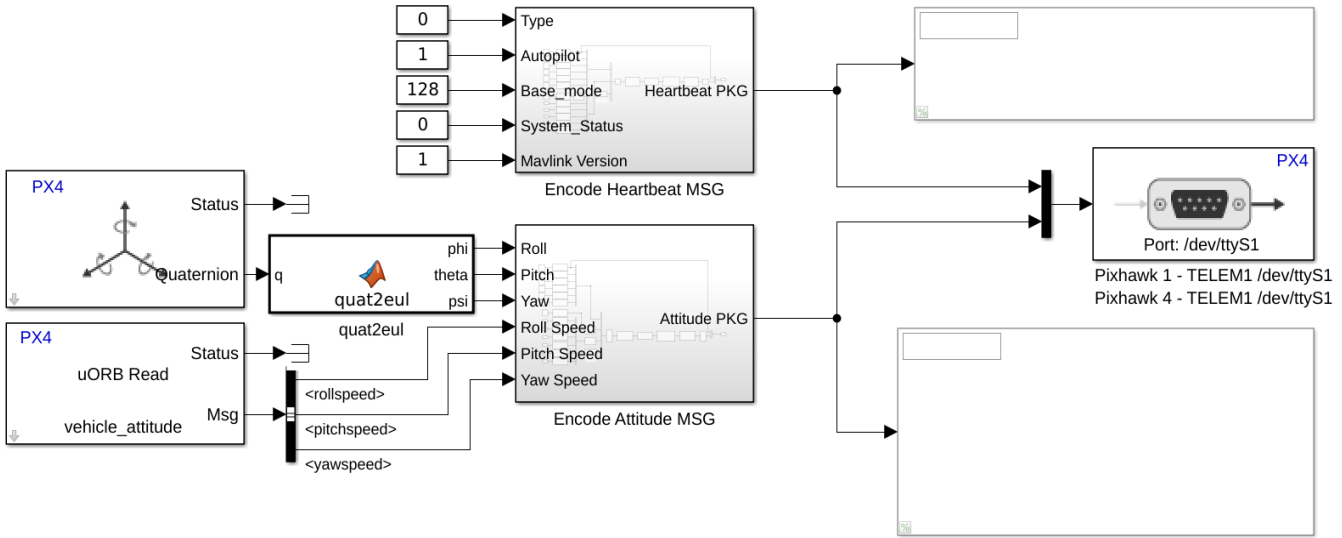 0
Type
1
Autopilot
128
Base_mode
Heartbeat PKG
0
System_Status
1
Mavlink Version
Encode Heartbeat MSG
PX4
Status
Quaternion
q
quat2eul
phi
theta
psi
quat2eul
Roll
Pitch
Yaw
Roll Speed
Pitch Speed
Yaw Speed
Attitude PKG
Encode Attitude MSG
PX4
Status
uORB Read
Msg
vehicle_attitude
<rollspeed>
<pitchspeed>
<yawspeed>
PX4
Port: /dev/ttyS1
Pixhawk 1 - TELEM1 /dev/ttyS1
Pixhawk 4 - TELEM1 /dev/ttyS1
%
%